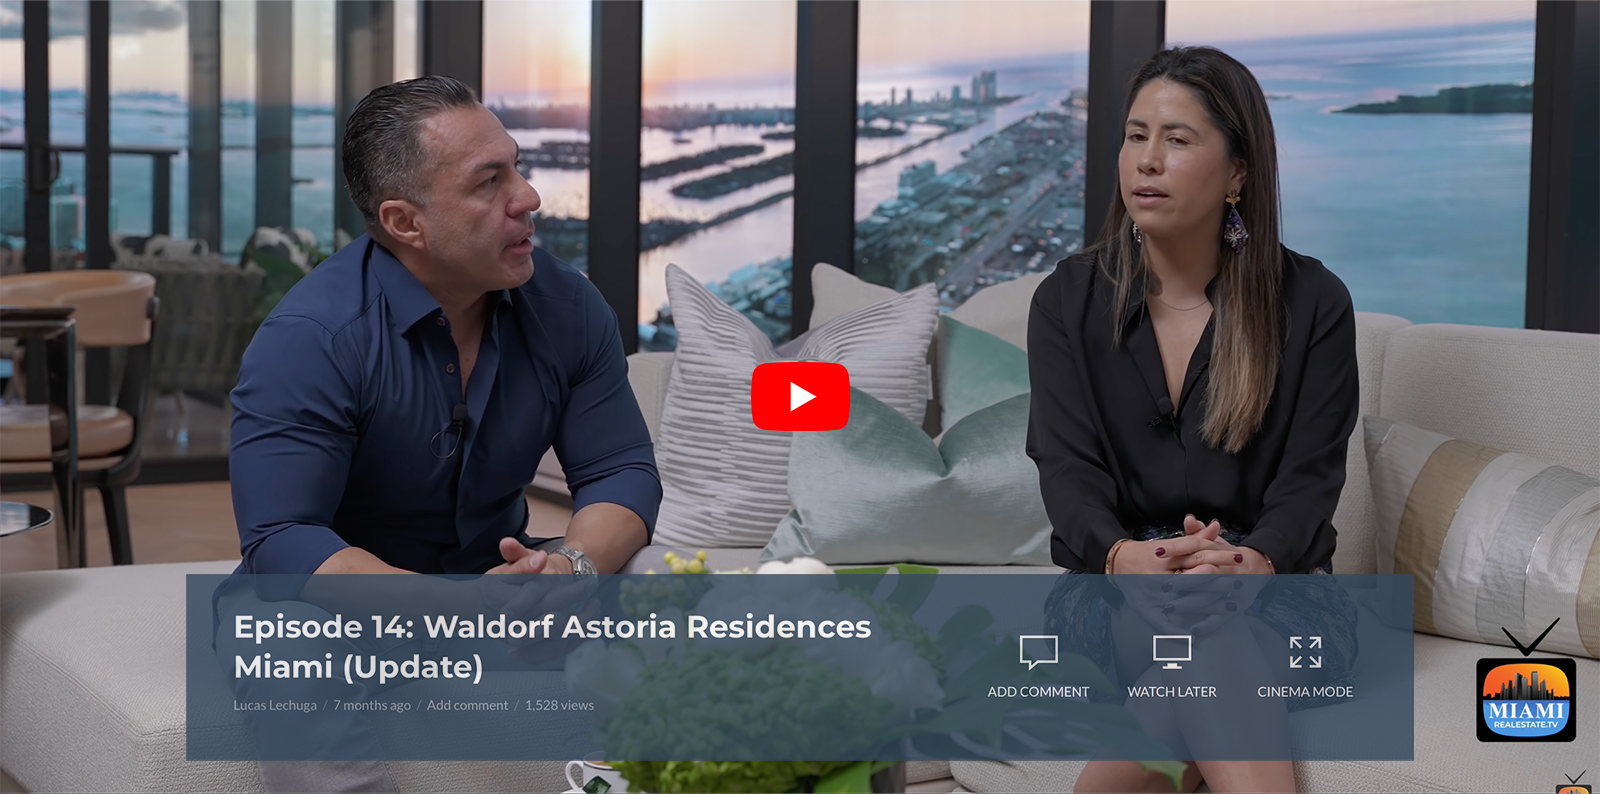 Episode 14: Waldorf Astoria Residences
Miami (Update)
Lucas Lechuga / 7 months ago / Add comment / 1,528 views
ADD COMMENT
WATCH LATER
CINEMA MODE
MIAMI
REALESTATE.TV